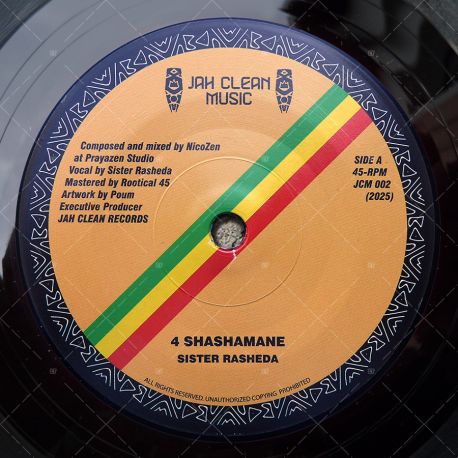 JAH CLEAN
MUSIC
Composed and mixed by NicoZen
at Prayazen Studio
Vocal by Sister Rasheda
Mastered by Rootical 45
Artwork by Poum
Executive Producer
JAH CLEAN RECORDS
SIDE A
45-RPM
JCM 002
(2025)
4 SHASHAMANE
SISTER RASHEDA
ALL RIGHTS RESERVED, UNAUTHORIZED COPYING PROHIBITED